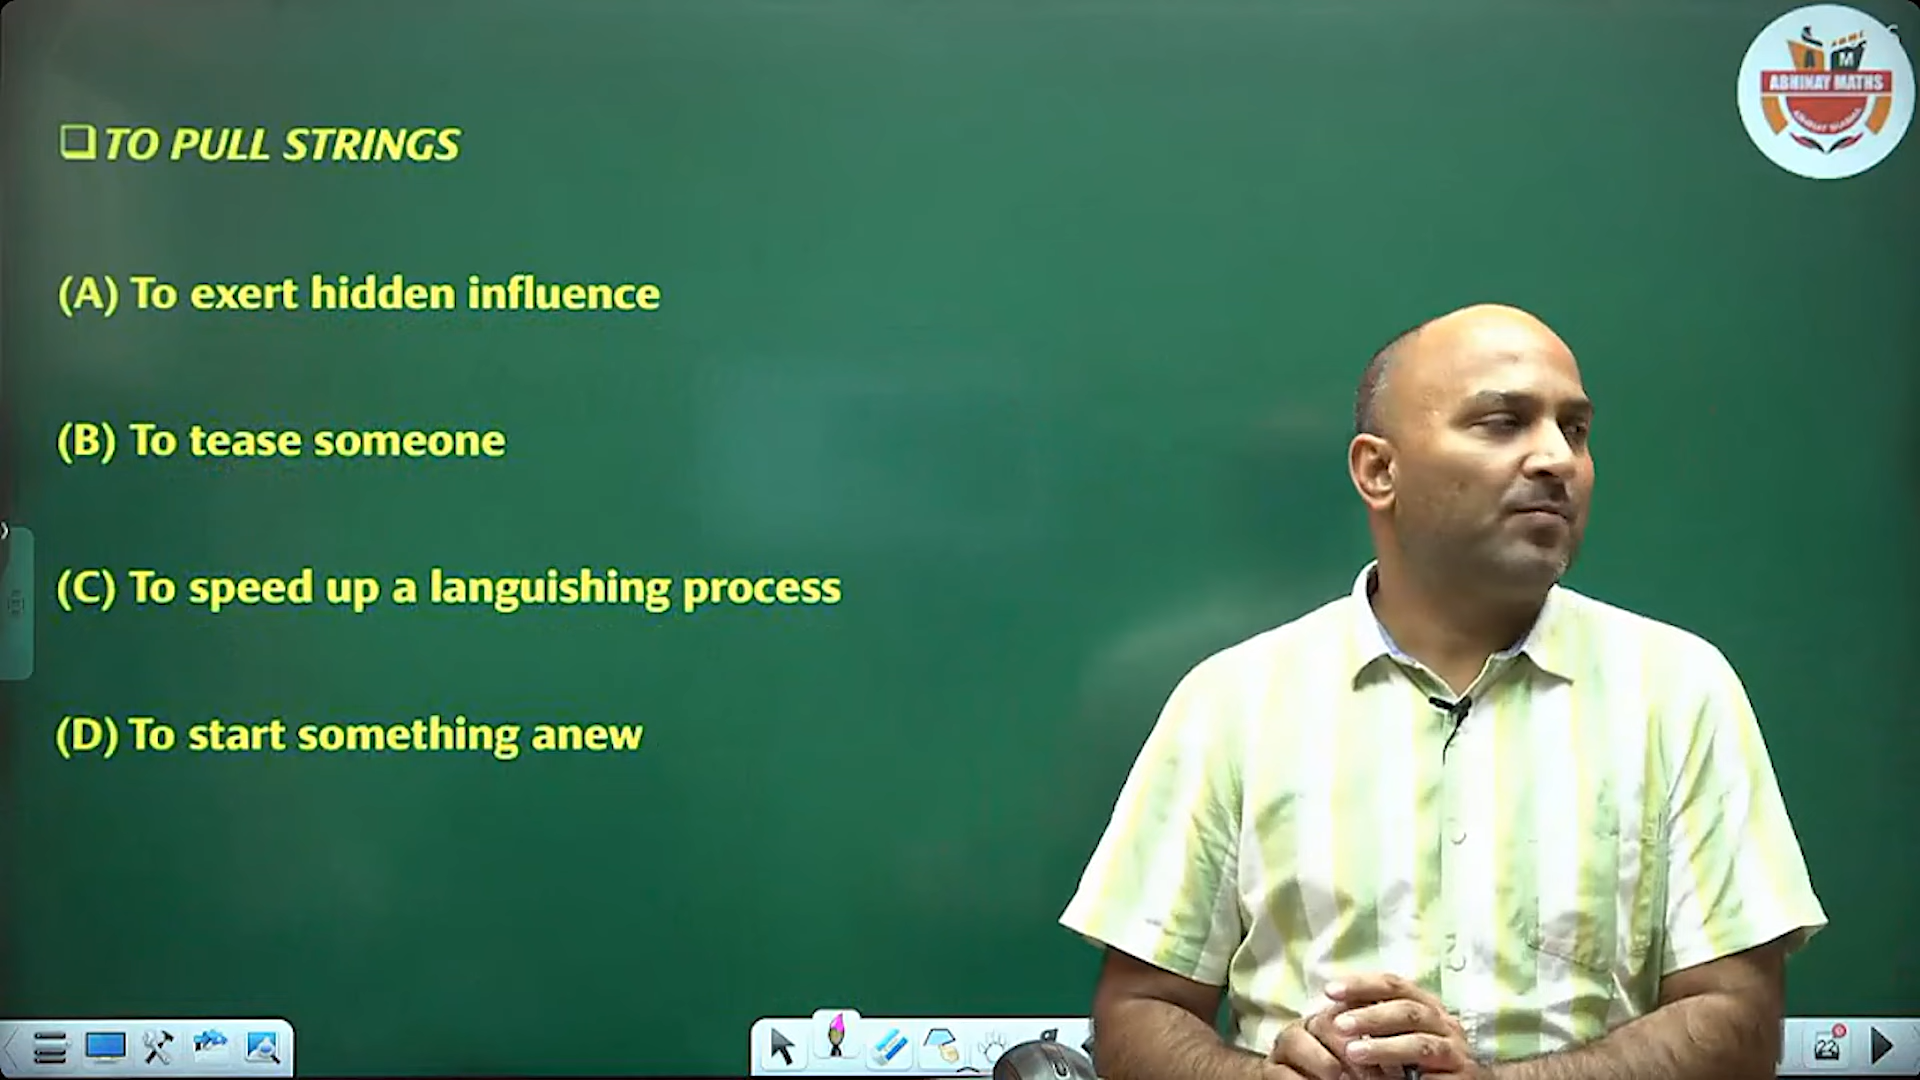 TO PULL STRINGS
(A) To exert hidden influence
(B) To tease someone
(C) To speed up a languishing process
(D) To start something anew
ABHINAY MATHS
22